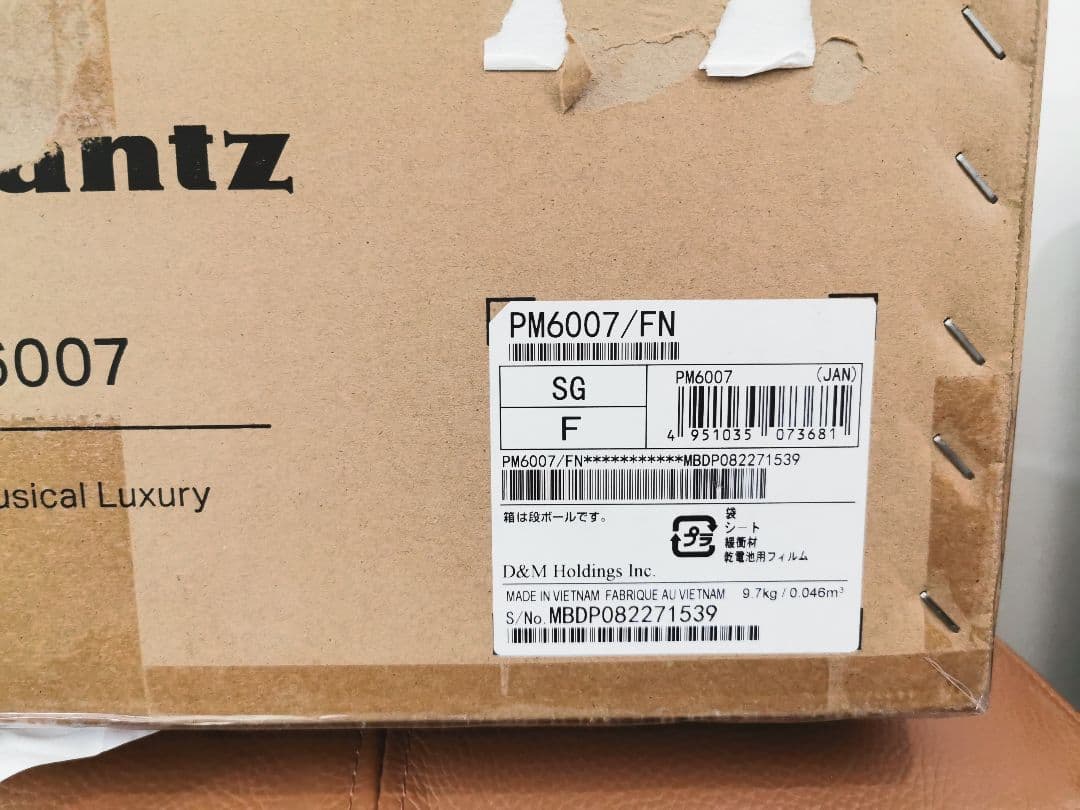 antz
6007
usical Luxury
PM6007/FN
SG
F
PM6007 (JAN)
4 951035 073681
PM6007/FN***********MBDP082271539
箱は段ボールです。
プラ
袋
シート
緩衝材
乾電池用フィルム
D&M Holdings Inc.
MADE IN VIETNAM FABRIQUE AU VIETNAM 9.7kg / 0.046m³
S/No. MBDP082271539